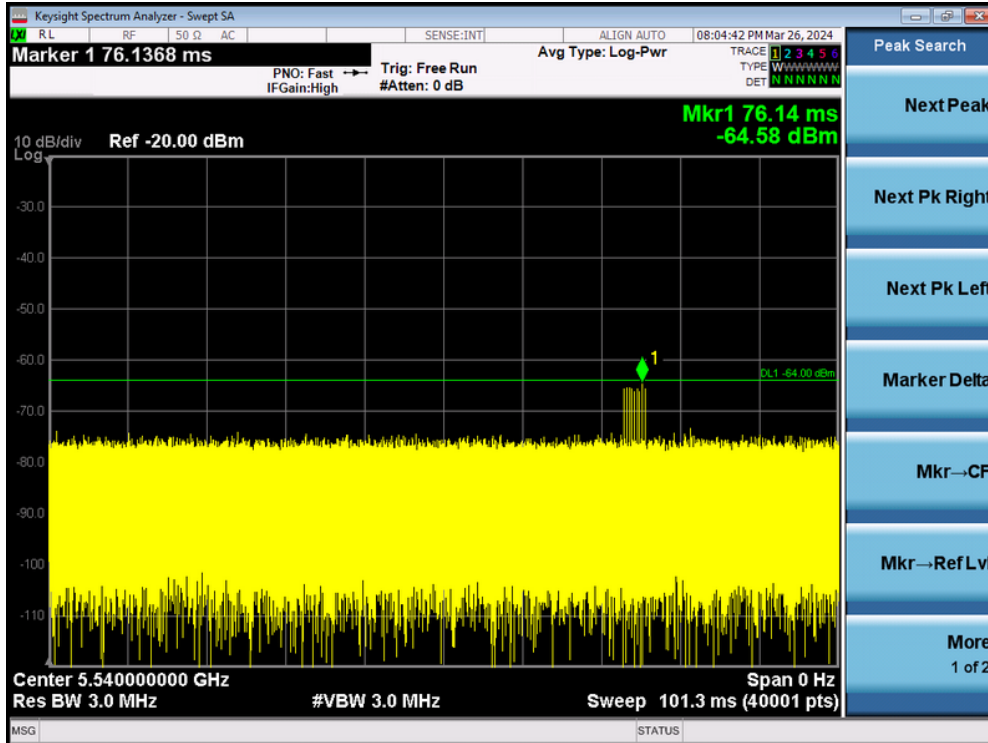 Keysight Spectrum Analyzer - Swept SA
LXI RL RF 50 Ω AC SENSE:INT ALIGN AUTO 08:04:42 PM Mar 26, 2024
Marker 1 76.1368 ms
PNO: Fast
IFGain:High
Trig: Free Run
#Atten: 0 dB
Avg Type: Log-Pwr
TRACE 1 2 3 4 5 6
TYPE WWWWWW
DET N N N N N N
Mkr1 76.14 ms
-64.58 dBm
10 dB/div Ref -20.00 dBm
Log
-30.0
-40.0
-50.0
-60.0
1
DL1 -64.00 dBm
-70.0
-80.0
-90.0
-100
-110
Center 5.540000000 GHz Span 0 Hz
Res BW 3.0 MHz #VBW 3.0 MHz Sweep 101.3 ms (40001 pts)
MSG STATUS
Peak Search
Next Peak
Next Pk Right
Next Pk Left
Marker Delta
Mkr→CF
Mkr→Ref Lvl
More
1 of 2